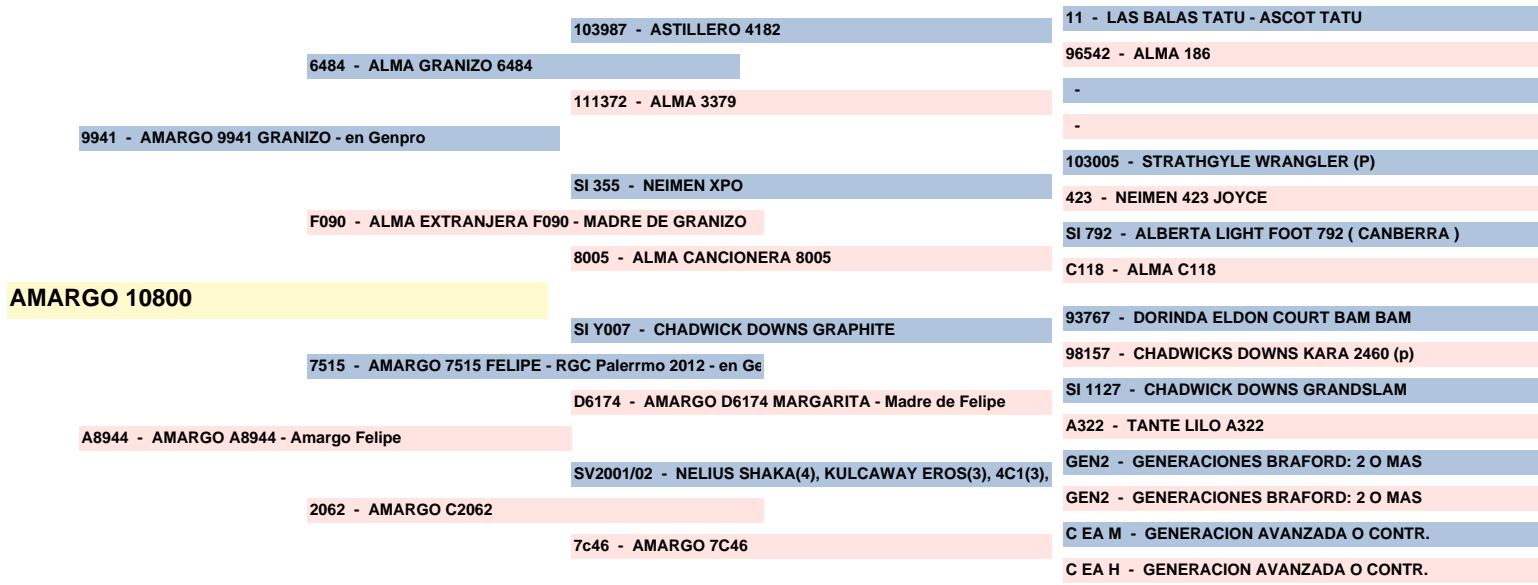 11 - LAS BALAS TATU - ASCOT TATU
103987 - ASTILLERO 4182
96542 - ALMA 186
6484 - ALMA GRANIZO 6484
-
111372 - ALMA 3379
-
9941 - AMARGO 9941 GRANIZO - en Genpro
103005 - STRATHGYLE WRANGLER (P)
SI 355 - NEIMEN XPO
423 - NEIMEN 423 JOYCE
F090 - ALMA EXTRANJERA F090 - MADRE DE GRANIZO
SI 792 - ALBERTA LIGHT FOOT 792 ( CANBERRA )
8005 - ALMA CANCIONERA 8005
C118 - ALMA C118
AMARGO 10800
93767 - DORINDA ELDON COURT BAM BAM
SI Y007 - CHADWICK DOWNS GRAPHITE
98157 - CHADWICKS DOWNS KARA 2460 (p)
7515 - AMARGO 7515 FELIPE - RGC Palerrmo 2012 - en Ge
SI 1127 - CHADWICK DOWNS GRANDSLAM
D6174 - AMARGO D6174 MARGARITA - Madre de Felipe
A322 - TANTE LILO A322
A8944 - AMARGO A8944 - Amargo Felipe
GEN2 - GENERACIONES BRAFORD: 2 O MAS
SV2001/02 - NELIUS SHAKA(4), KULCAWAY EROS(3), 4C1(3),
GEN2 - GENERACIONES BRAFORD: 2 O MAS
2062 - AMARGO C2062
C EA M - GENERACION AVANZADA O CONTR.
7c46 - AMARGO 7C46
C EA H - GENERACION AVANZADA O CONTR.